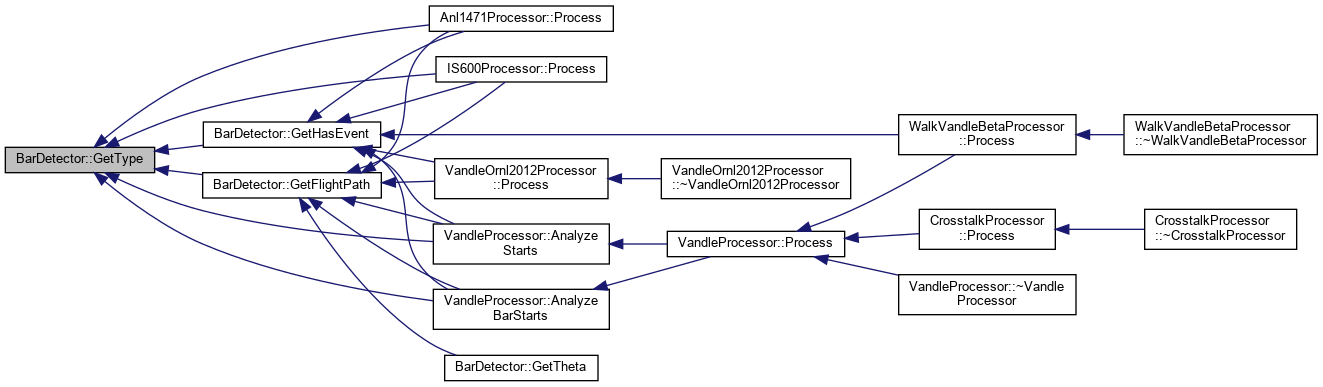 BarDetector::GetType
BarDetector::GetHasEvent
BarDetector::GetFlightPath
Anl1471Processor::Process
IS600Processor::Process
VandleOrnl2012Processor
::Process
VandleProcessor::Analyze
Starts
VandleProcessor::Analyze
BarStarts
BarDetector::GetTheta
VandleOrnl2012Processor
::~VandleOrnl2012Processor
VandleProcessor::Process
WalkVandleBetaProcessor
::Process
CrosstalkProcessor
::Process
VandleProcessor::~Vandle
Processor
WalkVandleBetaProcessor
::~WalkVandleBetaProcessor
CrosstalkProcessor
::~CrosstalkProcessor